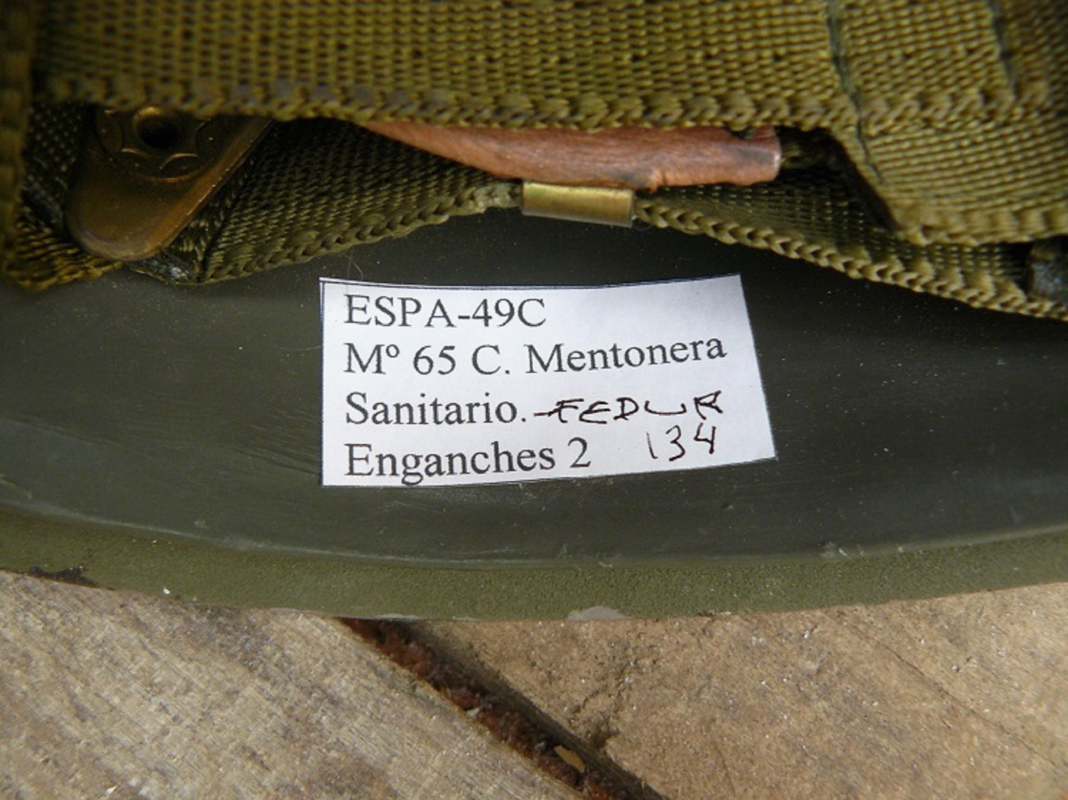 ESPA-49C
Mº 65 C. Mentonera
Sanitario.-FEDUR
Enganches 2 134